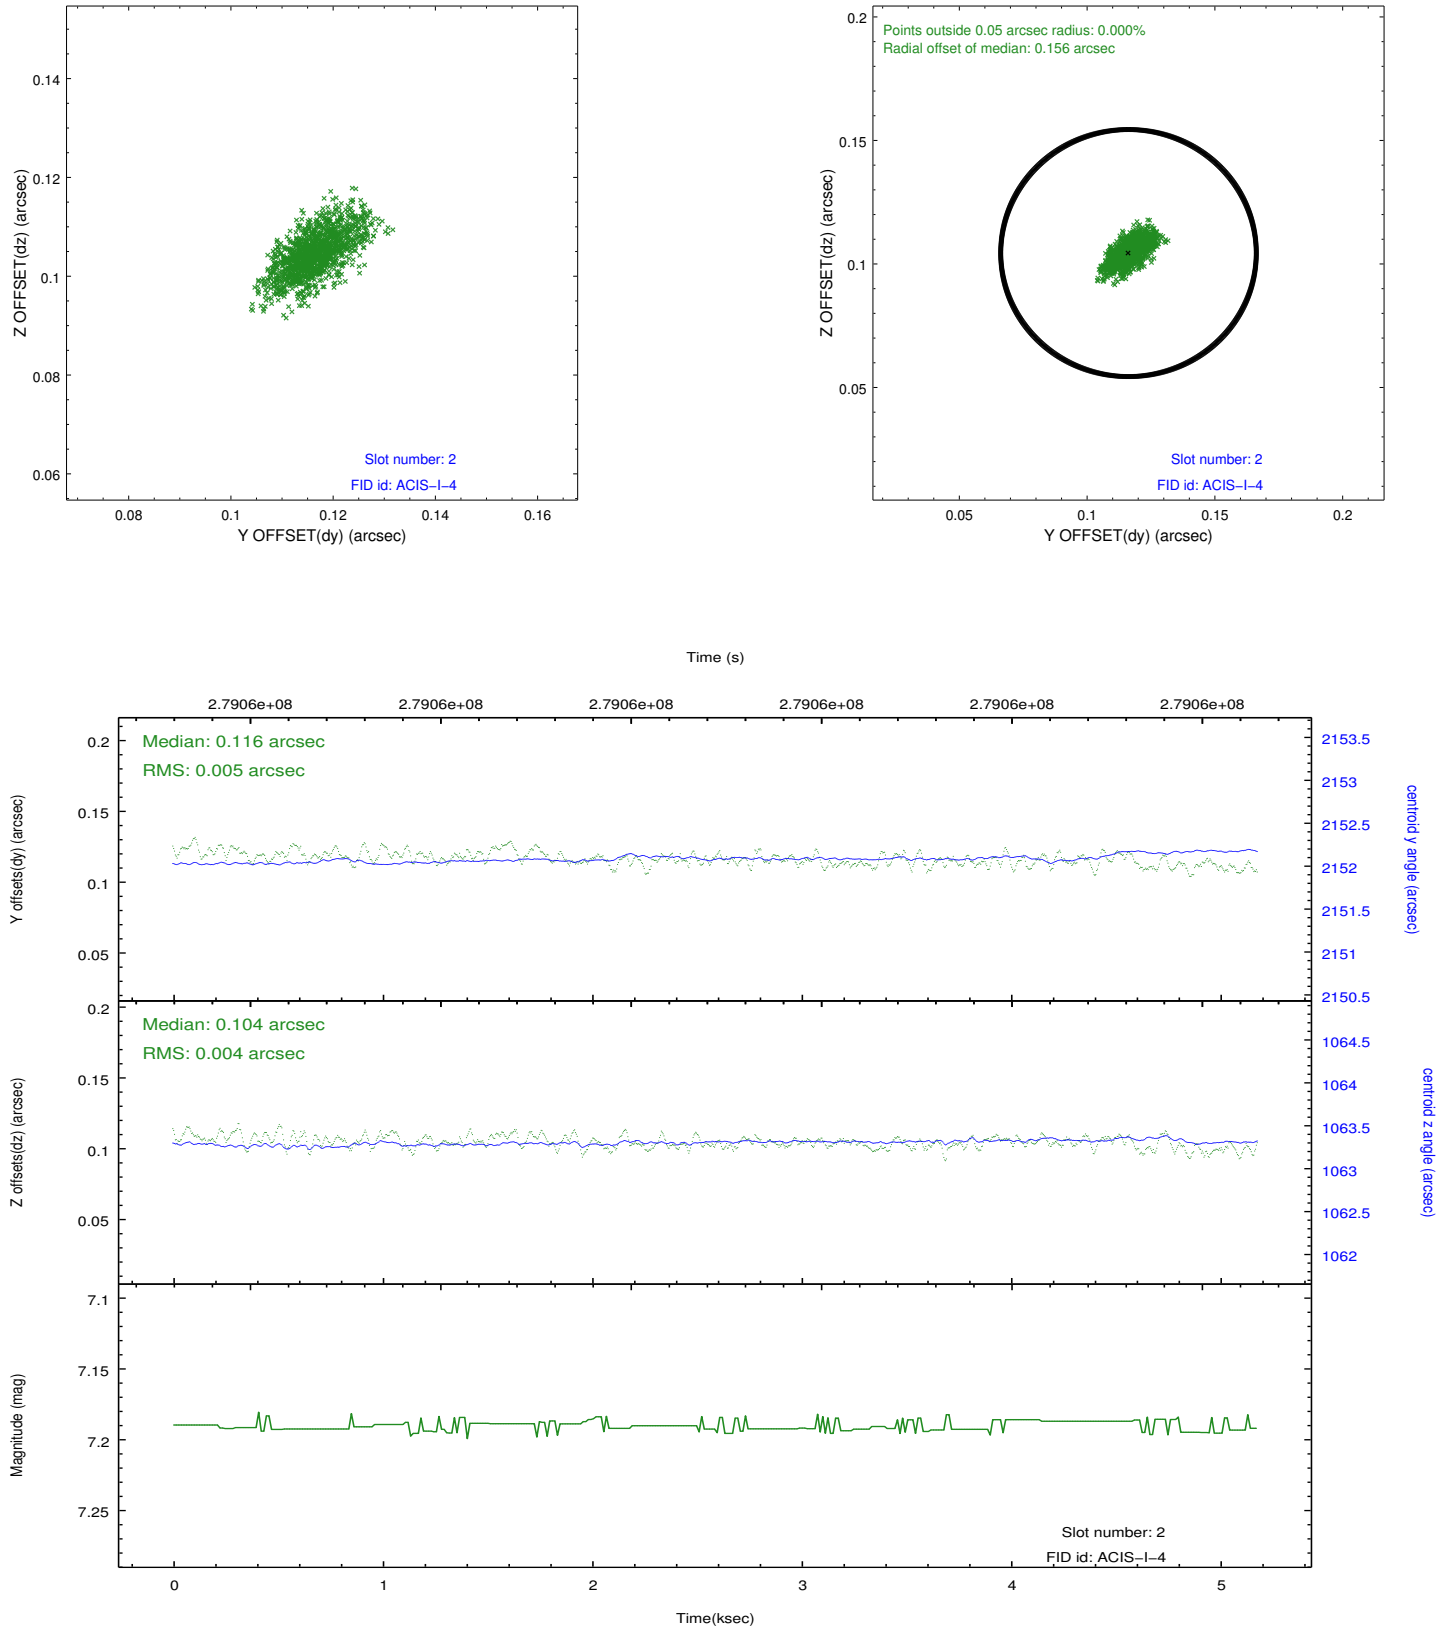 0.14
0.12
0.1
0.08
0.06
Z OFFSET(dz) (arcsec)
Slot number: 2
FID id: ACIS−I−4
0.08 0.1 0.12 0.14 0.16
Y OFFSET(dy) (arcsec)
Points outside 0.05 arcsec radius: 0.000%
Radial offset of median: 0.156 arcsec
0.2
0.15
0.1
0.05
Z OFFSET(dz) (arcsec)
Slot number: 2
FID id: ACIS−I−4
0.05 0.1 0.15 0.2
Y OFFSET(dy) (arcsec)
Time (s)
2.7906e+08 2.7906e+08 2.7906e+08 2.7906e+08 2.7906e+08 2.7906e+08
Median: 0.116 arcsec
RMS: 0.005 arcsec
0.2
0.15
0.1
0.05
Y offsets(dy) (arcsec)
2153.5
2153
2152.5
2152
2151.5
2151
2150.5
centroid y angle (arcsec)
Median: 0.104 arcsec
RMS: 0.004 arcsec
0.2
0.15
0.1
0.05
Z offsets(dz) (arcsec)
1064.5
1064
1063.5
1063
1062.5
1062
centroid z angle (arcsec)
7.1
7.15
7.2
7.25
Magnitude (mag)
Slot number: 2
FID id: ACIS−I−4
0 1 2 3 4 5
Time(ksec)